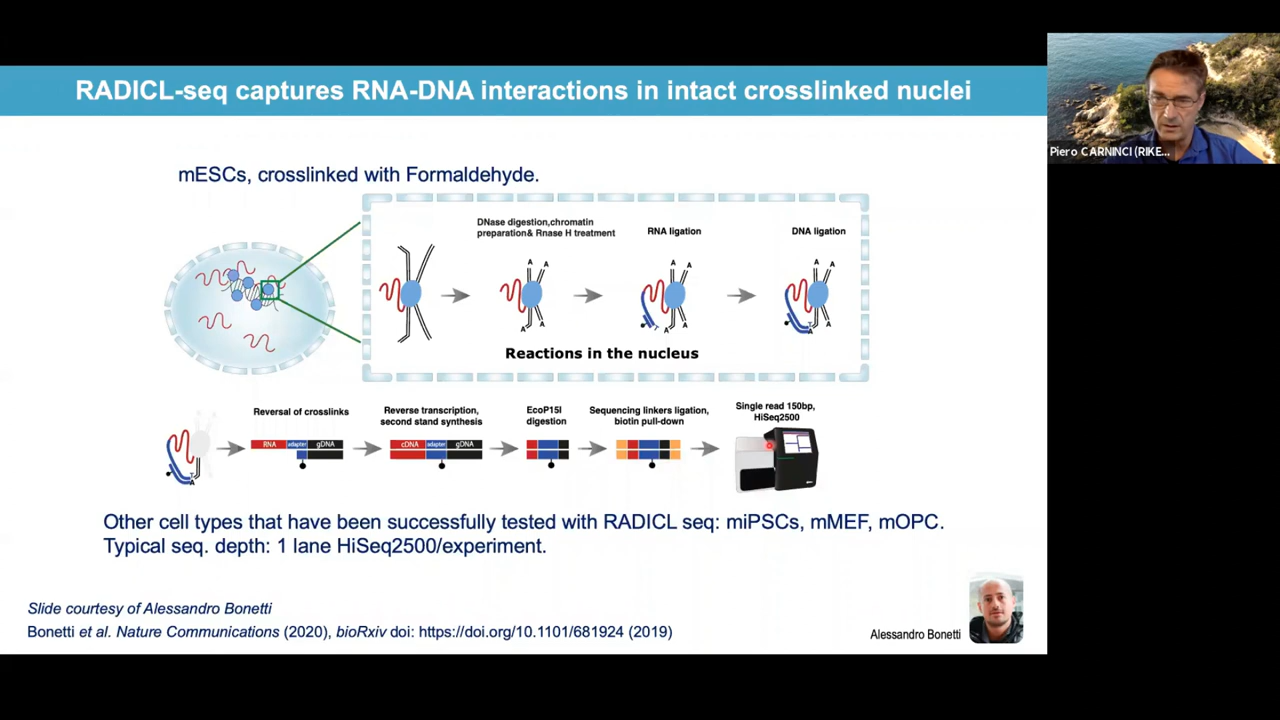 RADICL-seq captures RNA-DNA interactions in intact crosslinked nuclei
Piero CARNINCI (RIKE...
mESCs, crosslinked with Formaldehyde.
DNase digestion,chromatin
preparation& Rnase H treatment
RNA ligation
DNA ligation
A A
A A
A A
A
A
A A
A
A
Reactions in the nucleus
Reversal of crosslinks
Reverse transcription,
second stand synthesis
EcoP15I
digestion
Sequencing linkers ligation,
biotin pull-down
Single read 150bp,
HiSeq2500
RNA adapter gDNA
cDNA adapter gDNA
T
A
Other cell types that have been successfully tested with RADICL seq: miPSCs, mMEF, mOPC.
Typical seq. depth: 1 lane HiSeq2500/experiment.
Slide courtesy of Alessandro Bonetti
Bonetti et al. Nature Communications (2020), bioRxiv doi: https://doi.org/10.1101/681924 (2019)
Alessandro Bonetti